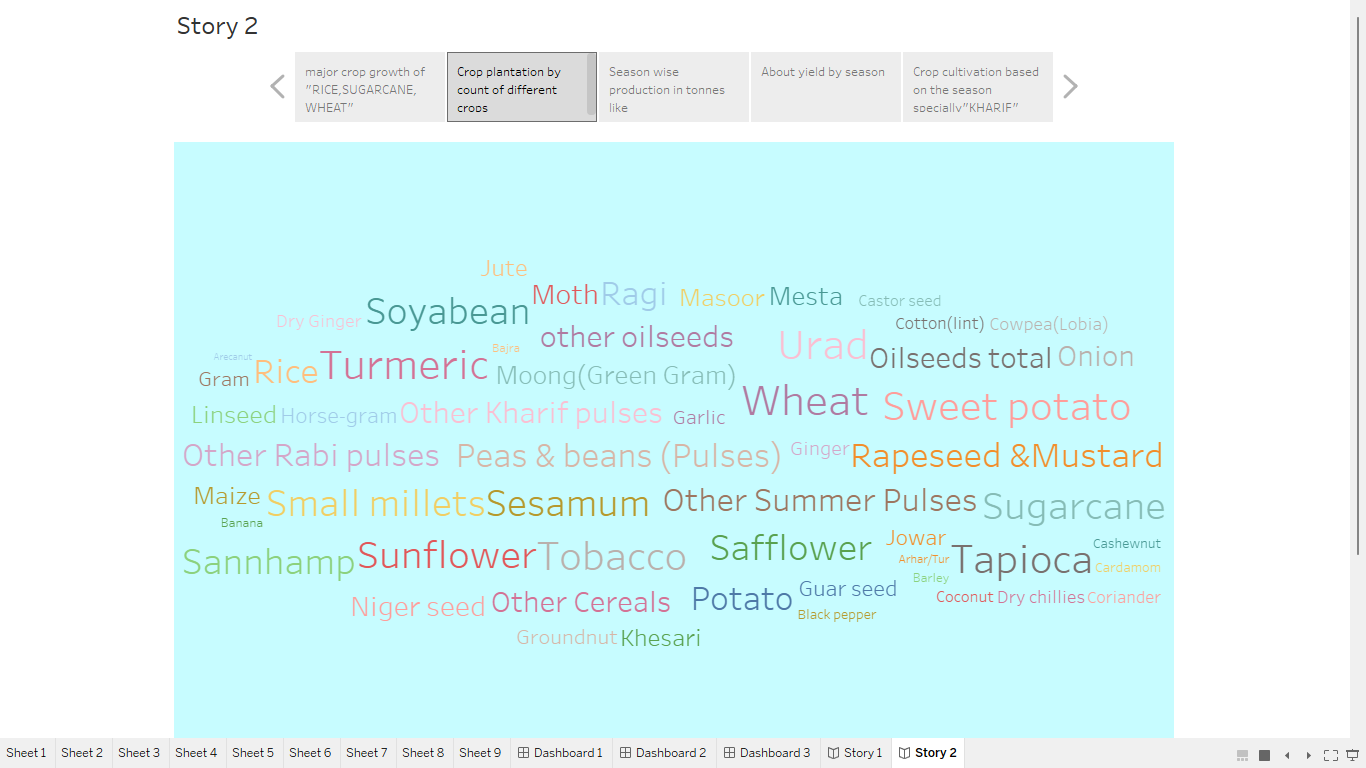 Story 2
major crop growth of
"RICE,SUGARCANE,
WHEAT"
Crop plantation by
count of different
crops
Season wise
production in tonnes
like
About yield by season
Crop cultivation based
on the season
specially"KHARIF"
Jute
Moth Ragi Masoor Mesta Castor seed
Dry Ginger Soyabean
Cotton(lint) Cowpea(Lobia)
other oilseeds Urad
Arecanut Bajra Oilseeds total Onion
Gram Rice Turmeric Moong(Green Gram)
Linseed Horse-gram Other Kharif pulses Garlic Wheat Sweet potato
Other Rabi pulses Peas & beans (Pulses) Ginger Rapeseed &Mustard
Maize Small millets Sesamum Other Summer Pulses Sugarcane
Banana
Sannhamp Sunflower Tobacco Safflower Jowar Tapioca Cashewnut
Arhar/Tur Cardamom
Barley
Niger seed Other Cereals Potato Guar seed Coconut Dry chillies Coriander
Black pepper
Groundnut Khesari
Sheet 1 Sheet 2 Sheet 3 Sheet 4 Sheet 5 Sheet 6 Sheet 7 Sheet 8 Sheet 9 Dashboard 1 Dashboard 2 Dashboard 3 Story 1 Story 2